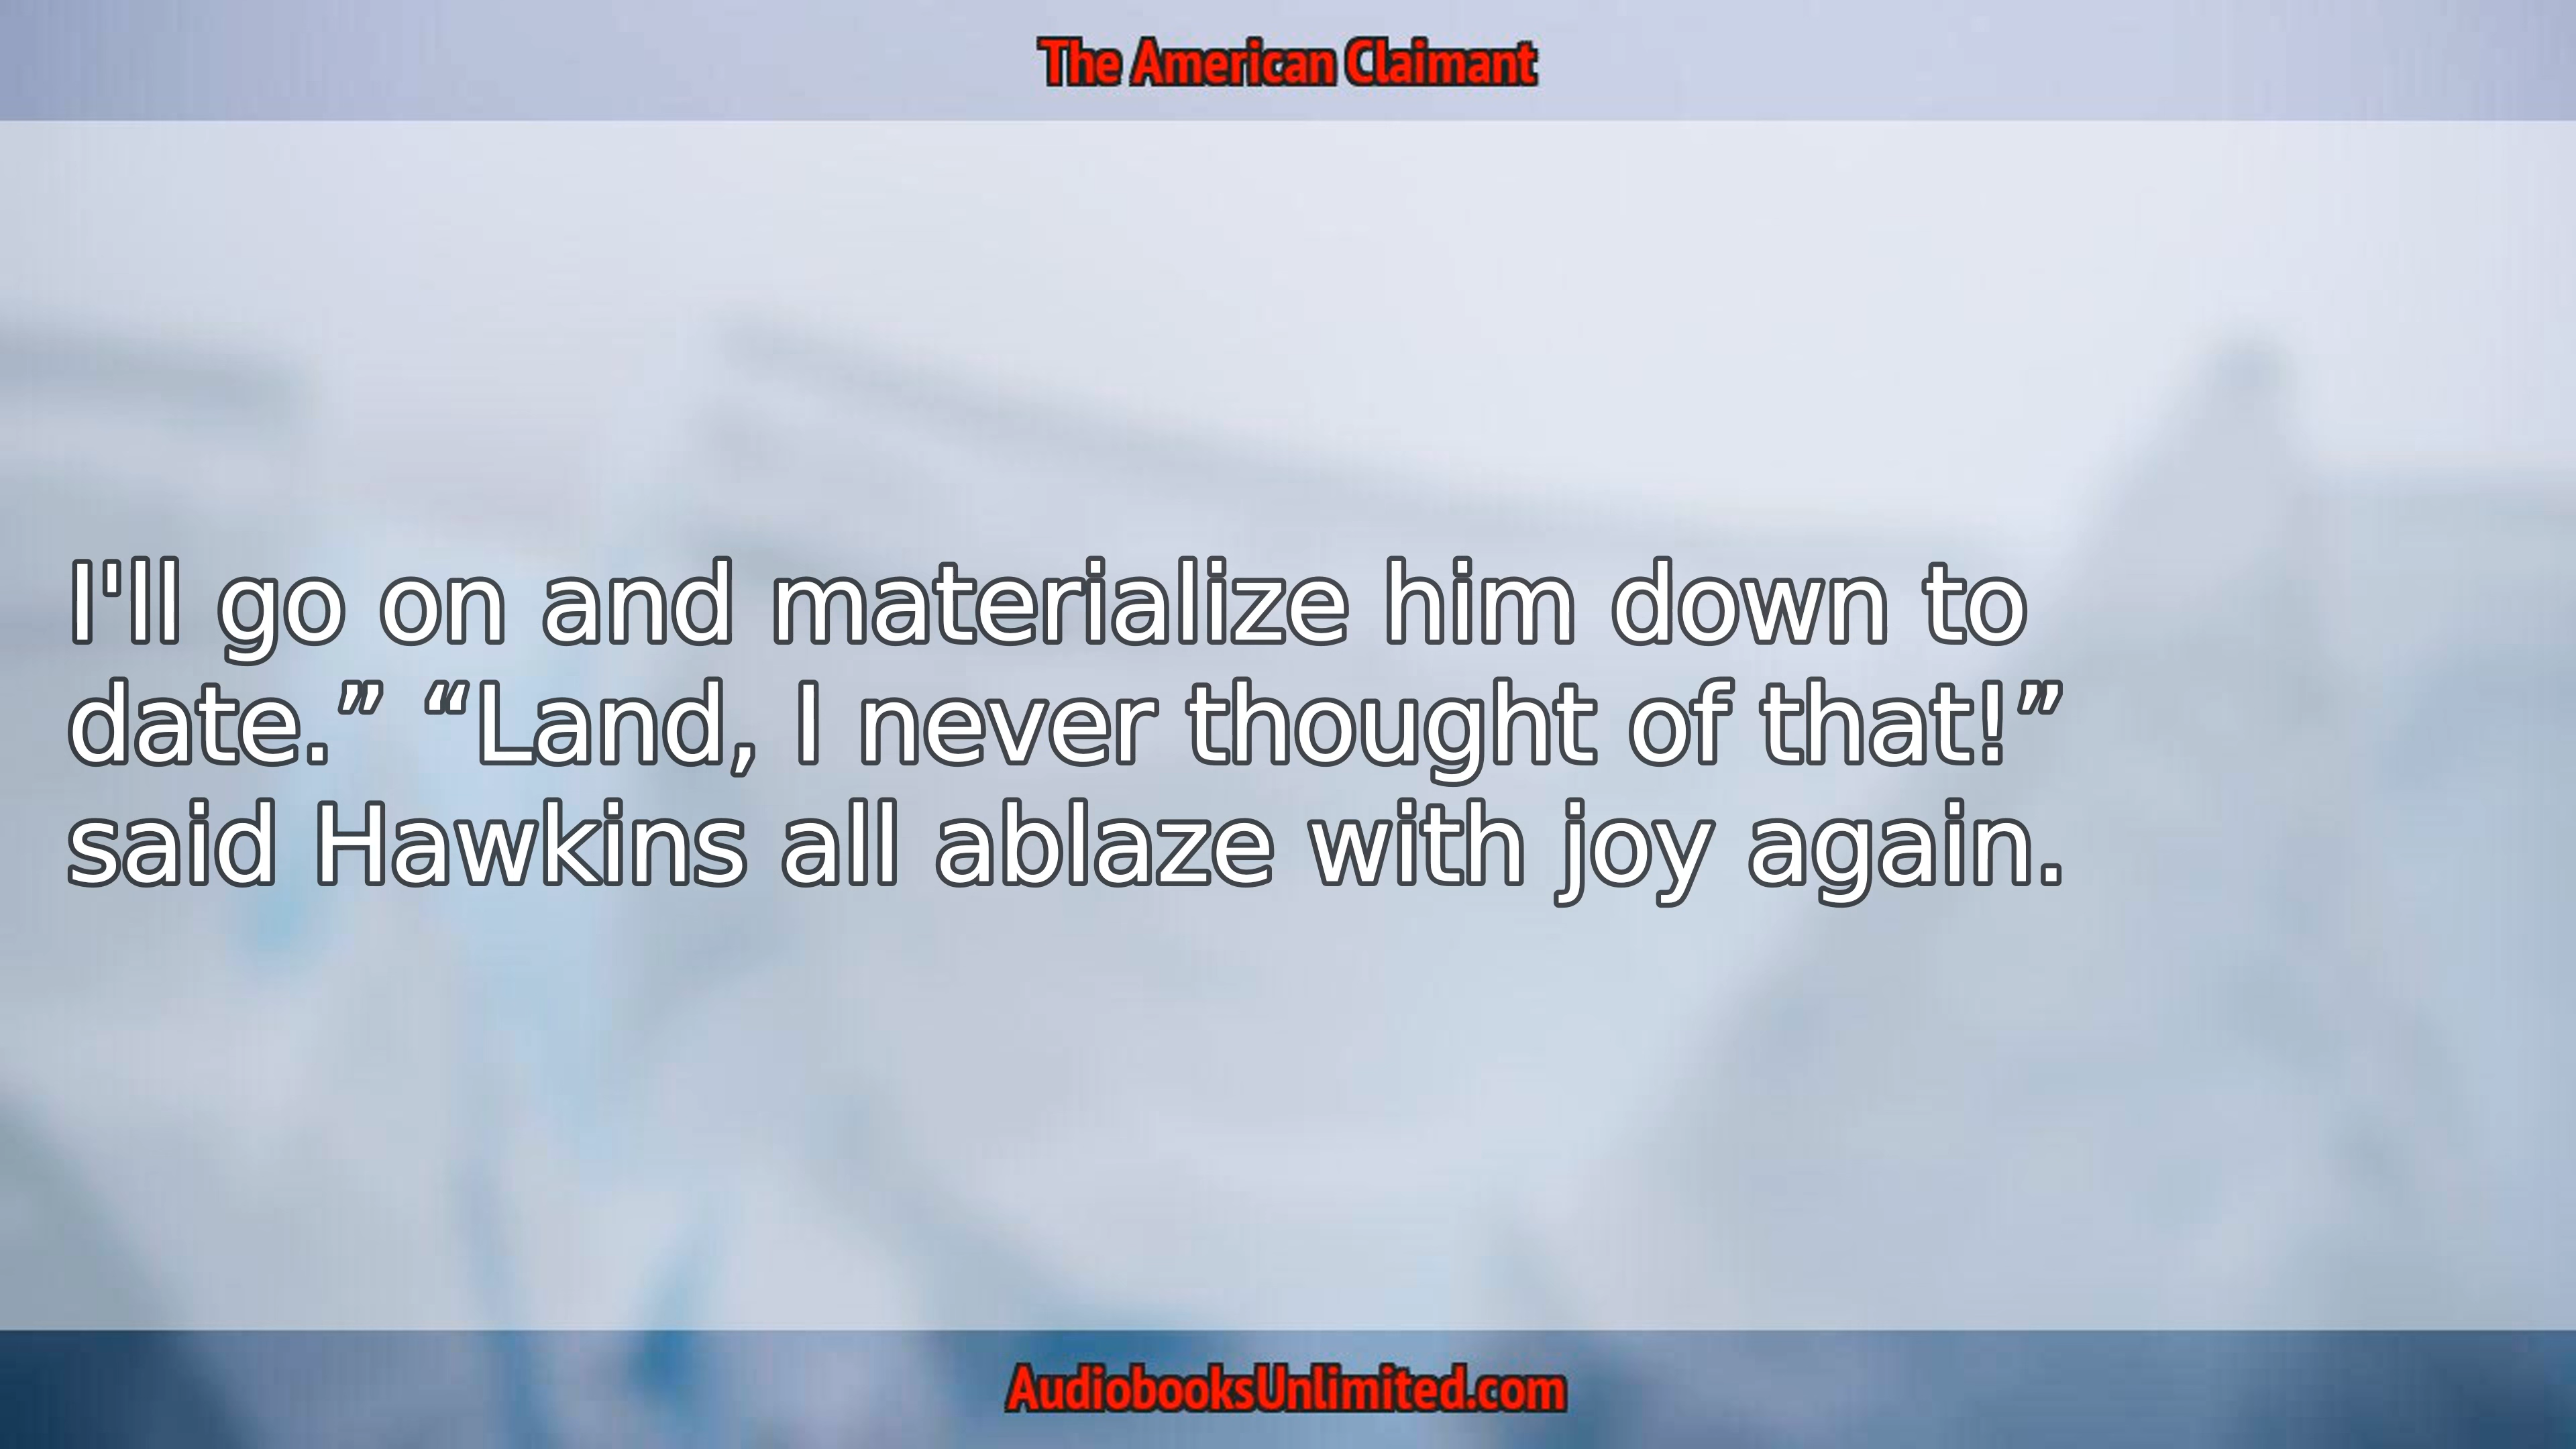 The American Claimant
I'll go on and materialize him down to
date.” “Land, I never thought of that!”
said Hawkins all ablaze with joy again.
AudiobooksUnlimited.com